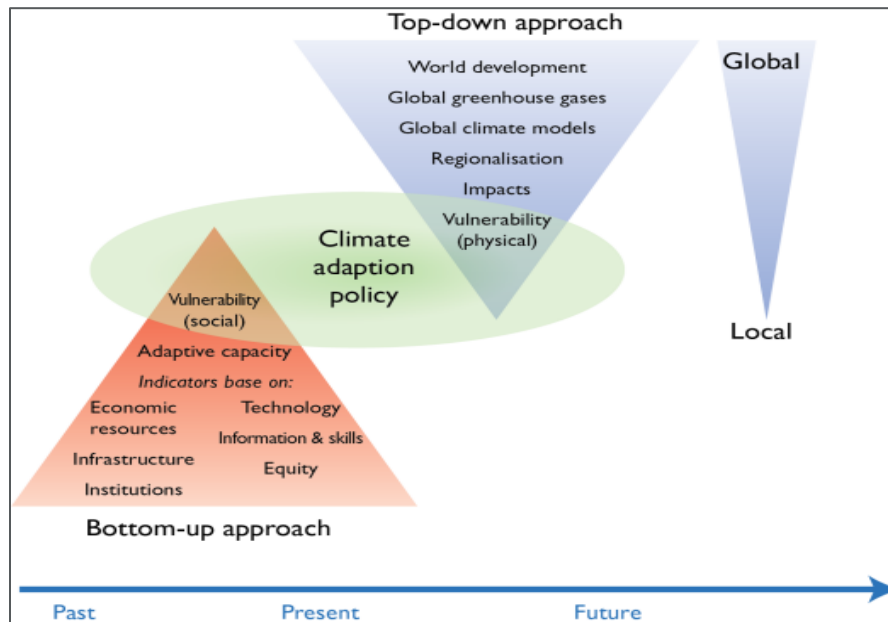 Top-down approach
World development
Global greenhouse gases
Global climate models
Regionalisation
Impacts
Vulnerability
(physical)
Global
Local
Climate
adaption
policy
Vulnerability
(social)
Adaptive capacity
Indicators base on:
Economic
resources
Infrastructure
Institutions
Technology
Information & skills
Equity
Bottom-up approach
Past
Present
Future